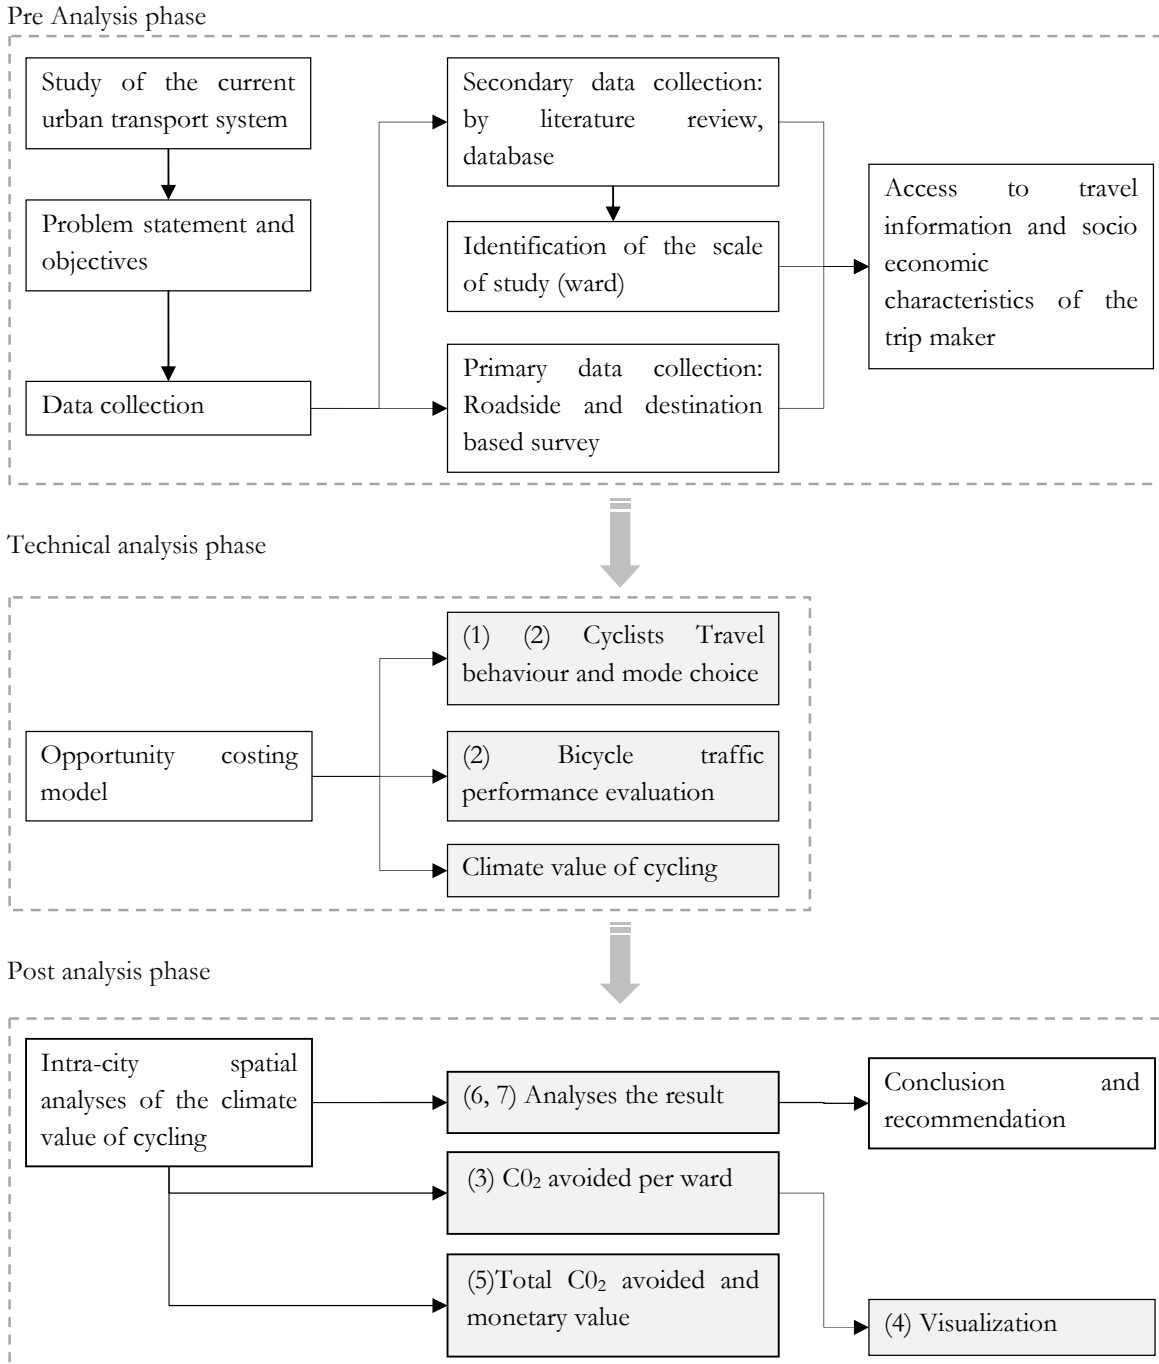 Pre Analysis phase
Study of the current
urban transport system
Problem statement and
objectives
Data collection
Secondary data collection:
by literature review,
database
Identification of the scale
of study (ward)
Primary data collection:
Roadside and destination
based survey
Access to travel
information and socio
economic
characteristics of the
trip maker
Technical analysis phase
Opportunity costing
model
(1) (2) Cyclists Travel
behaviour and mode choice
(2) Bicycle traffic
performance evaluation
Climate value of cycling
Post analysis phase
Intra-city spatial
analyses of the climate
value of cycling
(6, 7) Analyses the result
Conclusion and
recommendation
(3) C0₂ avoided per ward
(5)Total C0₂ avoided and
monetary value
(4) Visualization